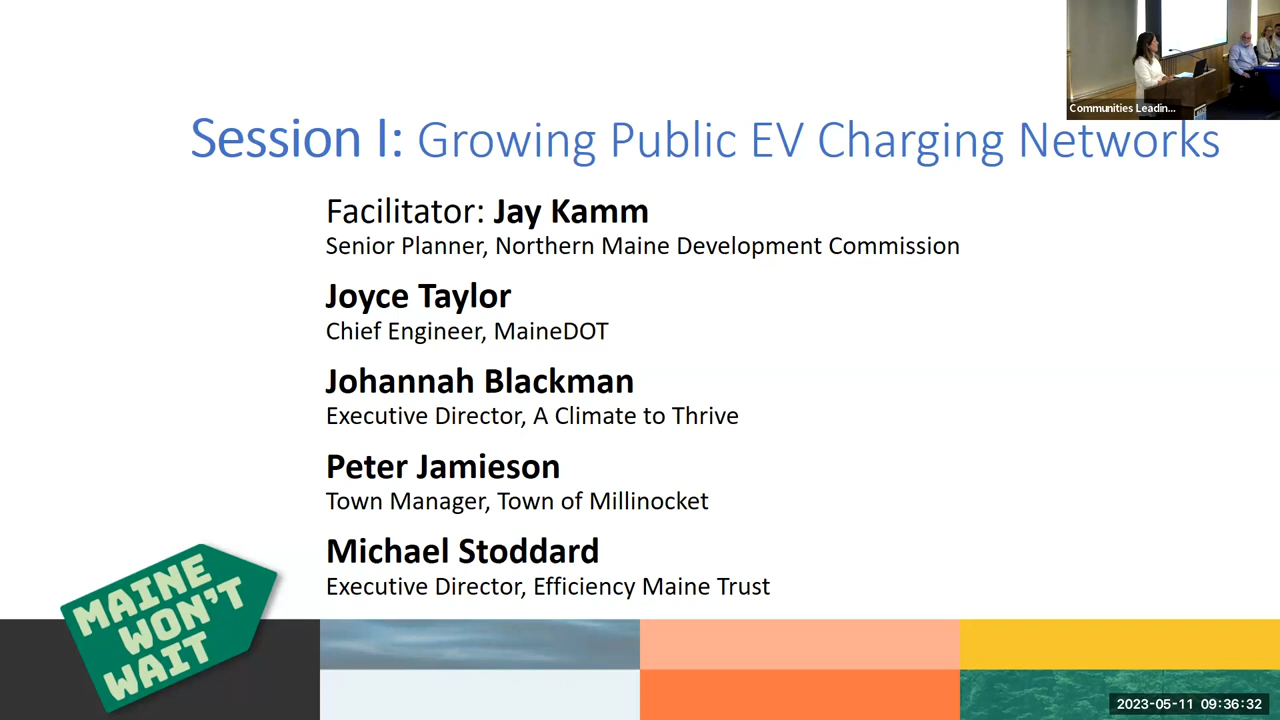 Communities Leadin...
Session I: Growing Public EV Charging Networks
Facilitator: Jay Kamm
Senior Planner, Northern Maine Development Commission
Joyce Taylor
Chief Engineer, MaineDOT
Johannah Blackman
Executive Director, A Climate to Thrive
Peter Jamieson
Town Manager, Town of Millinocket
Michael Stoddard
Executive Director, Efficiency Maine Trust
MAINE
WON'T
WAIT
2023-05-11 09:36:32